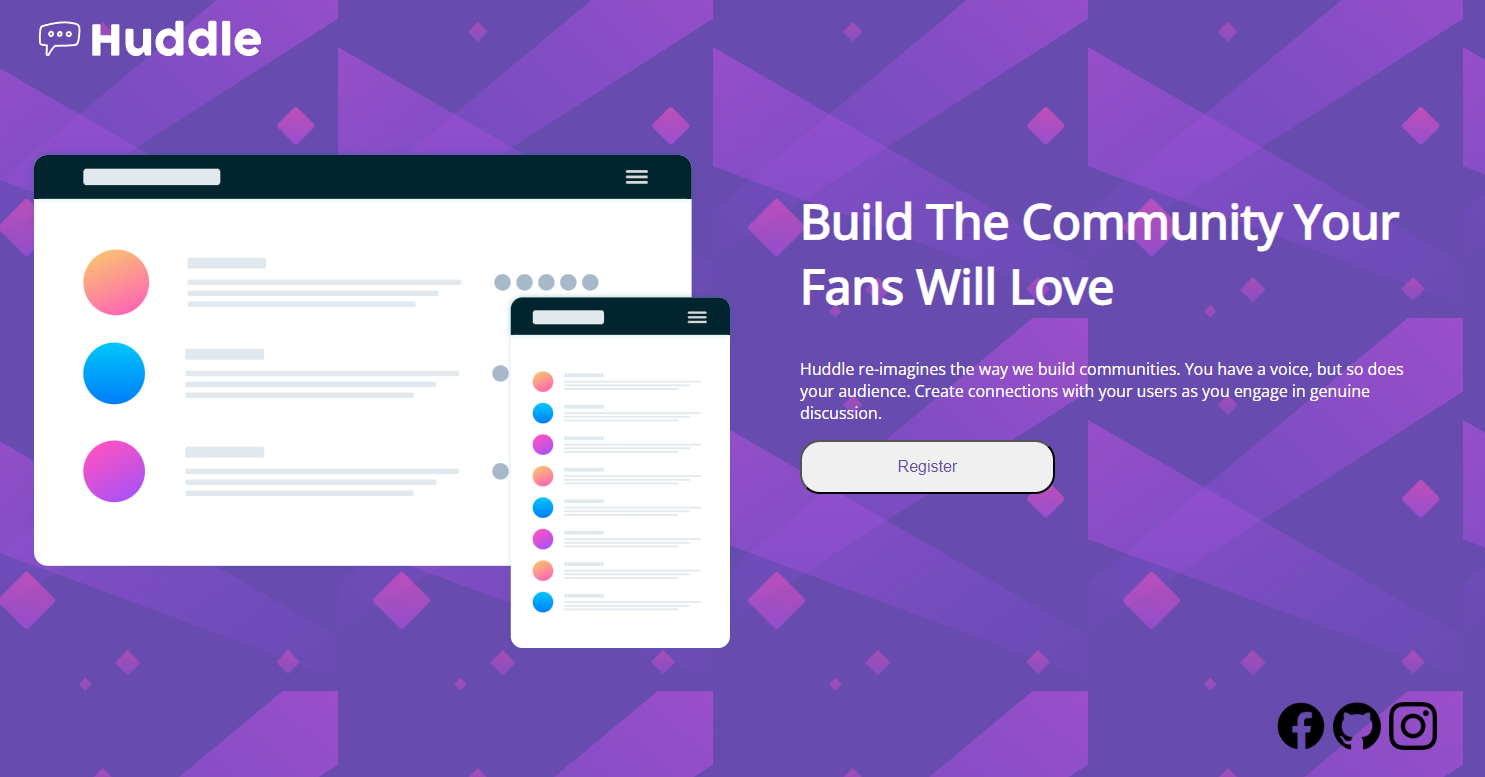 Huddle
Build The Community Your
Fans Will Love
Huddle re-imagines the way we build communities. You have a voice, but so does
your audience. Create connections with your users as you engage in genuine
discussion.
Register